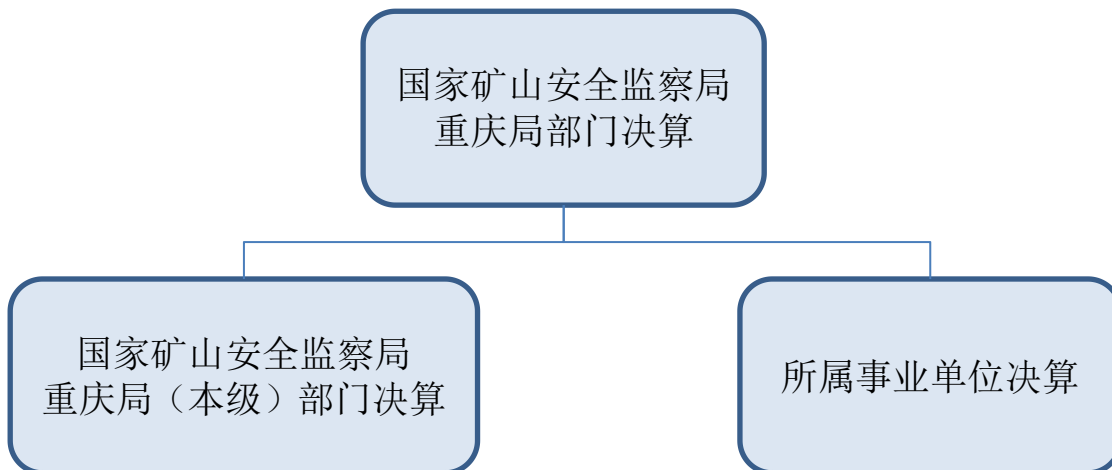 国家矿山安全监察局
重庆局部门决算
国家矿山安全监察局
重庆局（本级）部门决算
所属事业单位决算